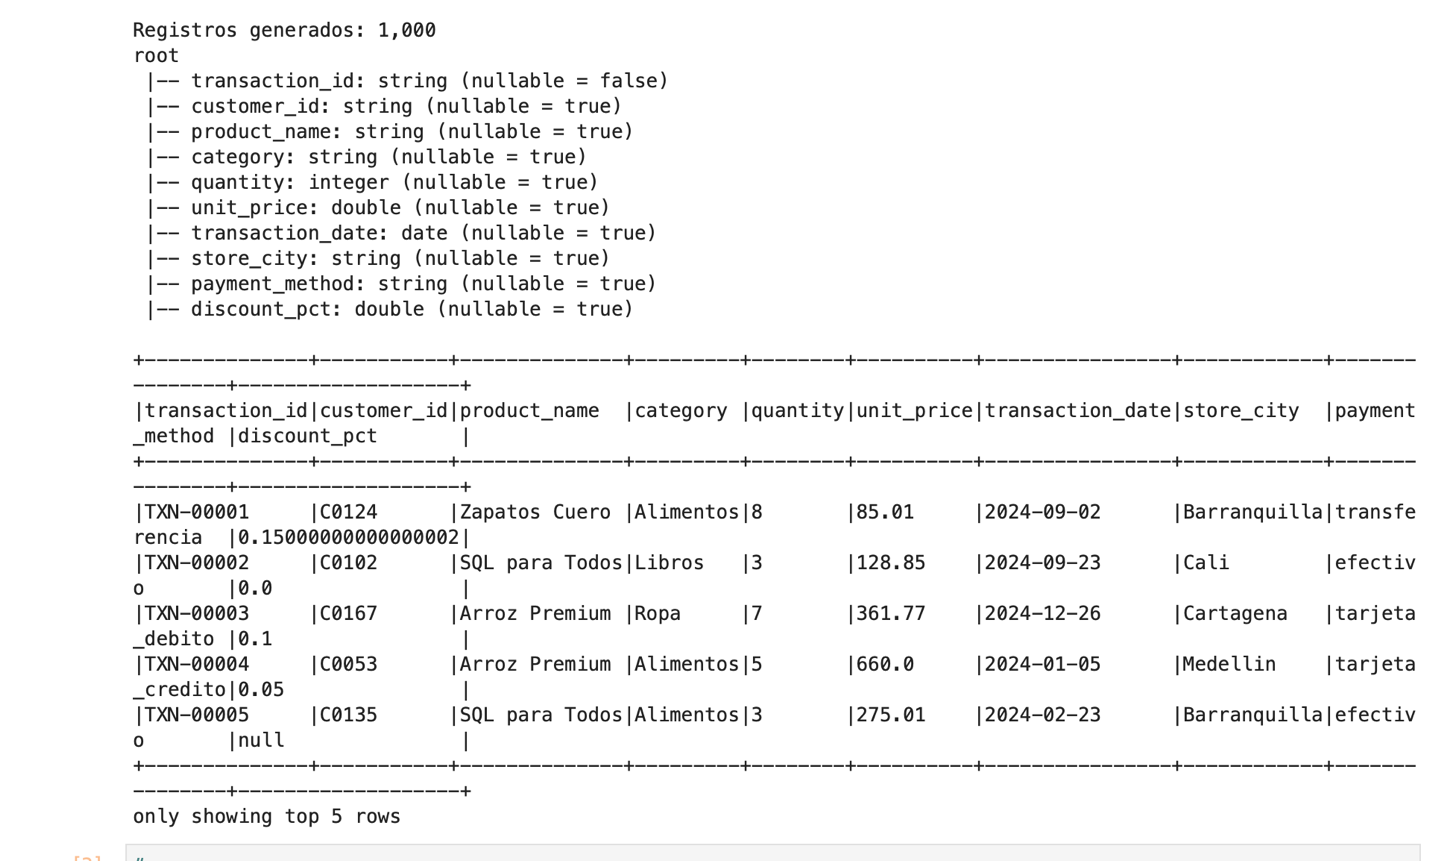 Registros generados: 1,000
root
 |-- transaction_id: string (nullable = false)
 |-- customer_id: string (nullable = true)
 |-- product_name: string (nullable = true)
 |-- category: string (nullable = true)
 |-- quantity: integer (nullable = true)
 |-- unit_price: double (nullable = true)
 |-- transaction_date: date (nullable = true)
 |-- store_city: string (nullable = true)
 |-- payment_method: string (nullable = true)
 |-- discount_pct: double (nullable = true)

+--------------+-----------+--------------+---------+--------+----------+----------------+------------+-------
--------+-------------------+
|transaction_id|customer_id|product_name  |category |quantity|unit_price|transaction_date|store_city  |payment
_method |discount_pct       |
+--------------+-----------+--------------+---------+--------+----------+----------------+------------+-------
--------+-------------------+
|TXN-00001     |C0124      |Zapatos Cuero |Alimentos|8       |85.01     |2024-09-02      |Barranquilla|transfe
rencia  |0.15000000000000002|
|TXN-00002     |C0102      |SQL para Todos|Libros   |3       |128.85    |2024-09-23      |Cali        |efectiv
o       |0.0                |
|TXN-00003     |C0167      |Arroz Premium |Ropa     |7       |361.77    |2024-12-26      |Cartagena   |tarjeta
_debito |0.1                |
|TXN-00004     |C0053      |Arroz Premium |Alimentos|5       |660.0     |2024-01-05      |Medellin    |tarjeta
_credito|0.05               |
|TXN-00005     |C0135      |SQL para Todos|Alimentos|3       |275.01    |2024-02-23      |Barranquilla|efectiv
o       |null               |
+--------------+-----------+--------------+---------+--------+----------+----------------+------------+-------
--------+-------------------+
only showing top 5 rows